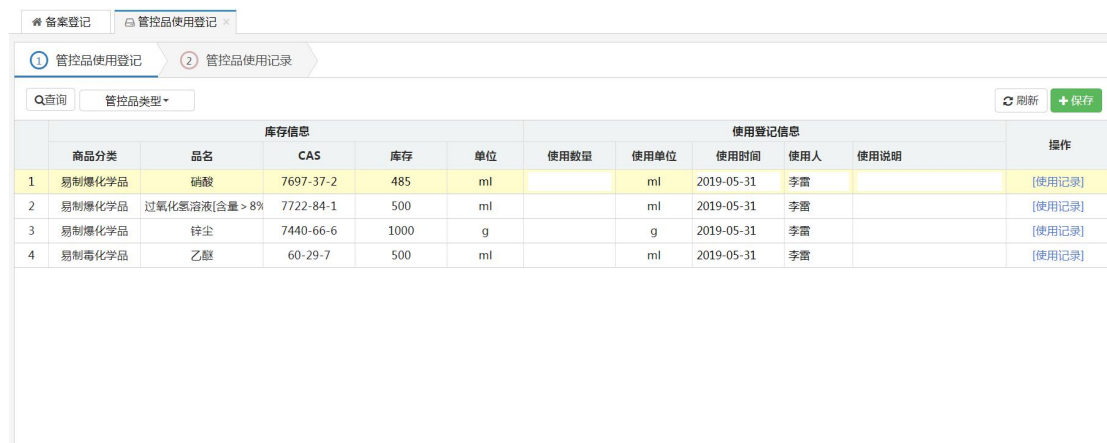 备案登记 管控品使用登记 ×
1 管控品使用登记 2 管控品使用记录
查询 管控品类型 刷新 保存
库存信息 使用登记信息 操作
商品分类 品名 CAS 库存 单位 使用数量 使用单位 使用时间 使用人 使用说明
1 易制爆化学品 硝酸 7697-37-2 485 ml ml 2019-05-31 李雷 [使用记录]
2 易制爆化学品 过氧化氢溶液[含量＞8% 7722-84-1 500 ml ml 2019-05-31 李雷 [使用记录]
3 易制爆化学品 锌尘 7440-66-6 1000 g g 2019-05-31 李雷 [使用记录]
4 易制毒化学品 乙醚 60-29-7 500 ml ml 2019-05-31 李雷 [使用记录]